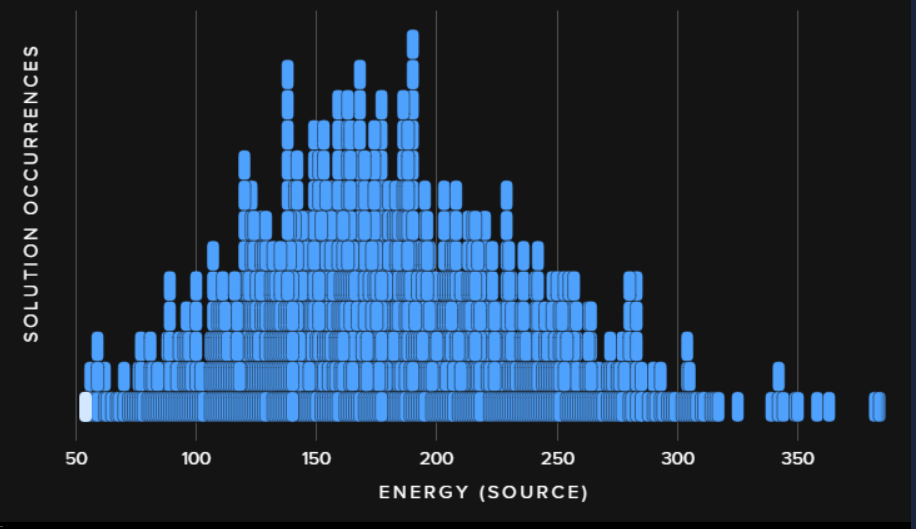 SOLUTION OCCURRENCES
50 100 150 200 250 300 350
ENERGY (SOURCE)